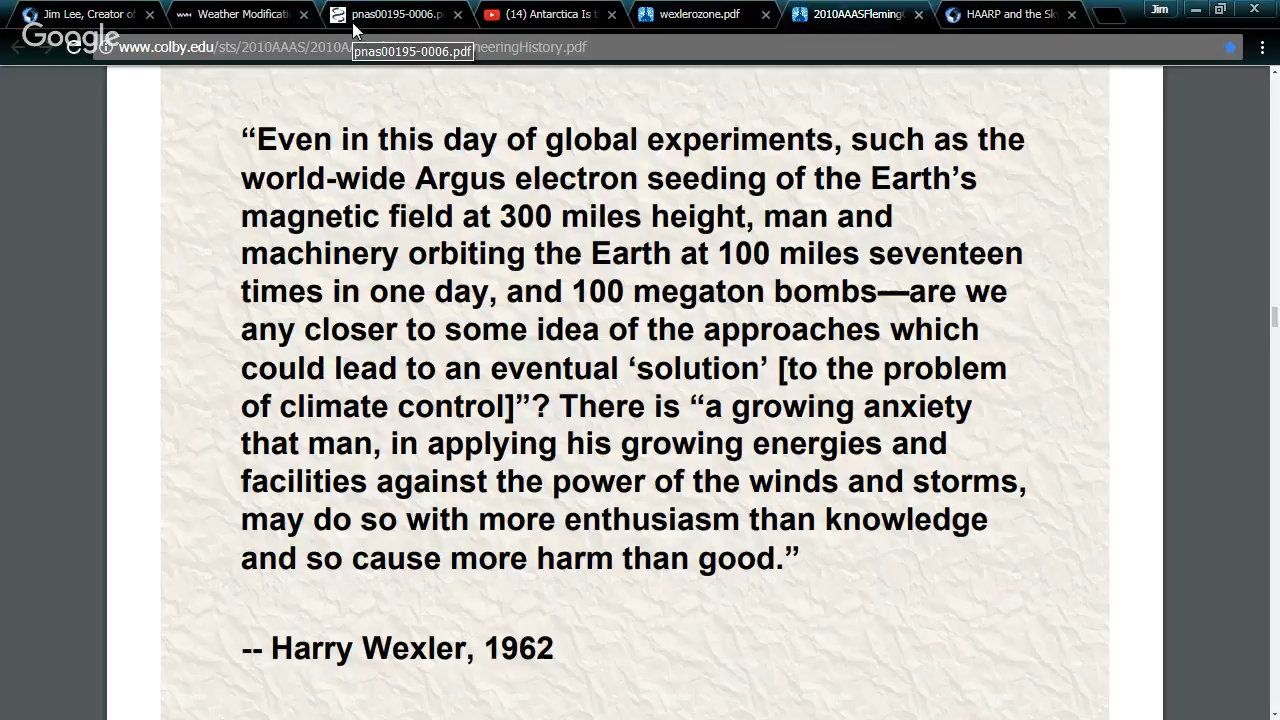 Jim Lee, Creator of
Weather Modificati
pnas00195-0006.p
(14) Antarctica Is t
wexlerozone.pdf
2010AAASFleming
HAARP and the Sk
Jim
Google
www.colby.edu/sts/2010AAAS/2010A
eeringHistory.pdf
pnas00195-0006.pdf
“Even in this day of global experiments, such as the
world-wide Argus electron seeding of the Earth’s
magnetic field at 300 miles height, man and
machinery orbiting the Earth at 100 miles seventeen
times in one day, and 100 megaton bombs—are we
any closer to some idea of the approaches which
could lead to an eventual ‘solution’ [to the problem
of climate control]”? There is “a growing anxiety
that man, in applying his growing energies and
facilities against the power of the winds and storms,
may do so with more enthusiasm than knowledge
and so cause more harm than good.”
-- Harry Wexler, 1962